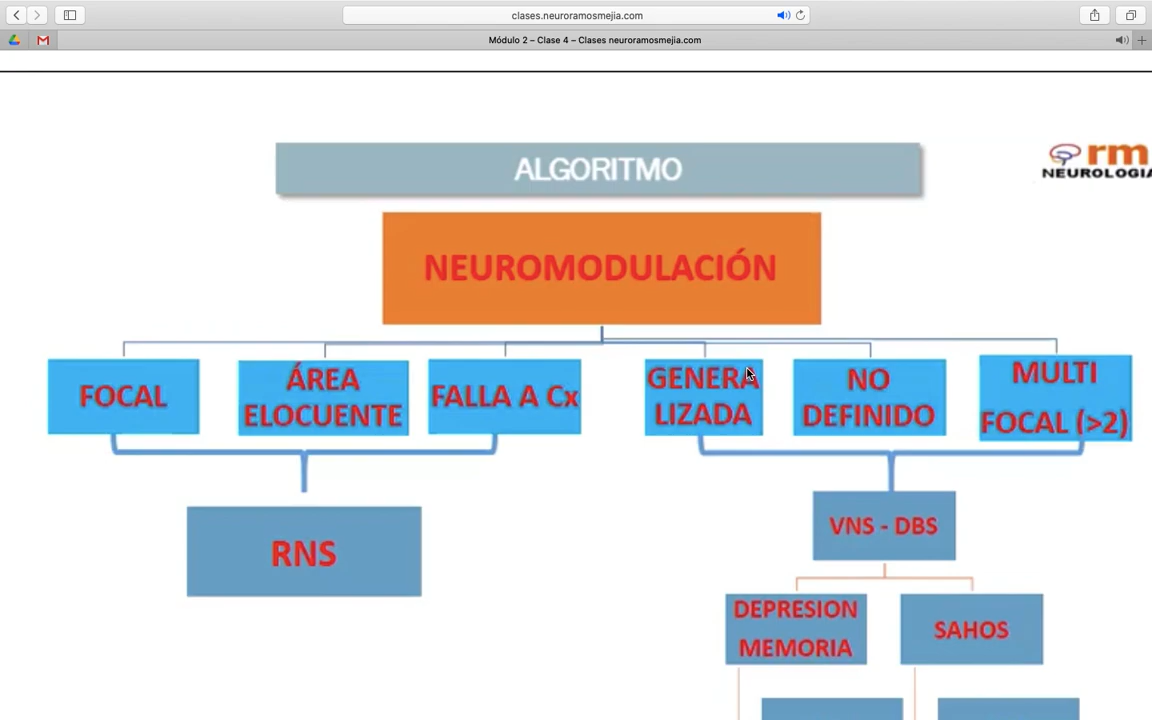 clases.neuroramosmejia.com
Módulo 2 – Clase 4 – Clases neuroramosmejia.com
ALGORITMO
rm
NEUROLOGIA
NEUROMODULACIÓN
FOCAL
ÁREA
ELOCUENTE
FALLA A Cx
GENERA
LIZADA
NO
DEFINIDO
MULTI
FOCAL (>2)
RNS
VNS - DBS
DEPRESION
MEMORIA
SAHOS